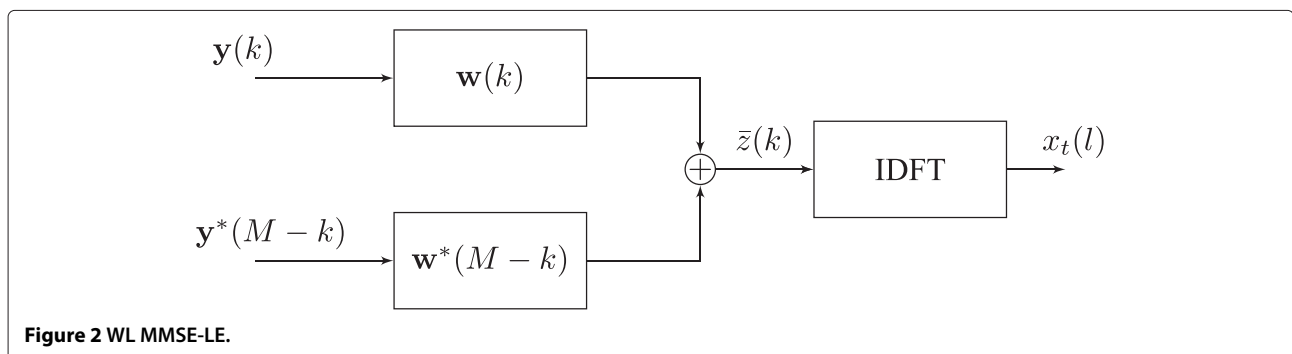 y(k)
w(k)
z̄(k)
IDFT
x_t(l)
y*(M − k)
w*(M − k)
+
Figure 2 WL MMSE-LE.